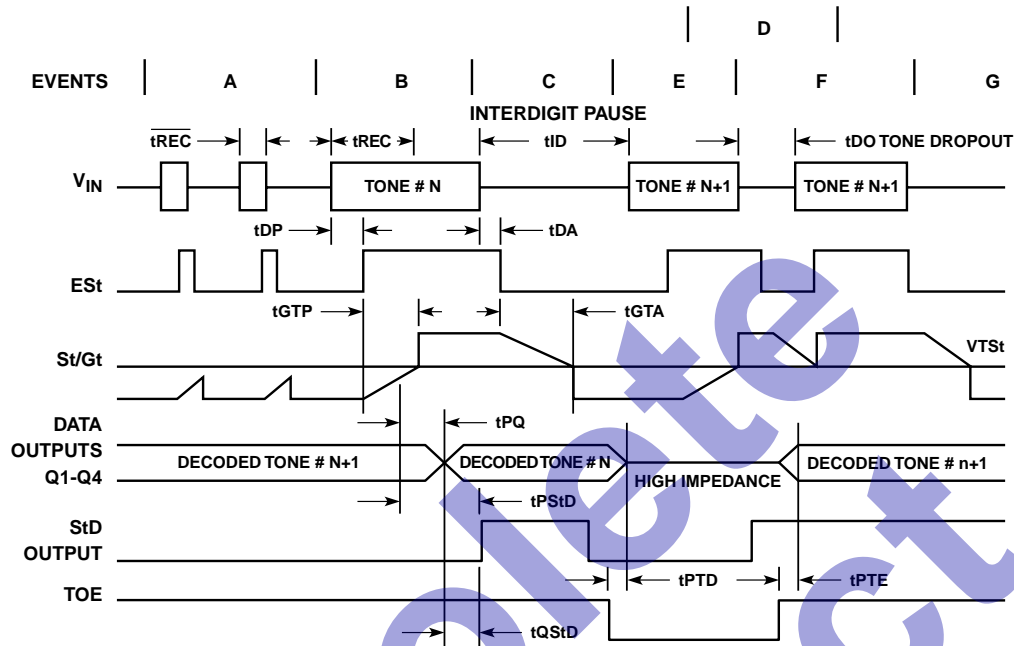 D
EVENTS A B C E F G
INTERDIGIT PAUSE
tREC tREC tID tDO TONE DROPOUT
VIN TONE # N TONE # N+1 TONE # N+1
tDP tDA
ESt
tGTP tGTA
St/Gt VTSt
DATA
OUTPUTS
Q1-Q4
tPQ
DECODED TONE # N+1 DECODED TONE # N HIGH IMPEDANCE DECODED TONE # n+1
tPStD
StD
OUTPUT
tPTD tPTE
TOE
tQStD
olete
ct